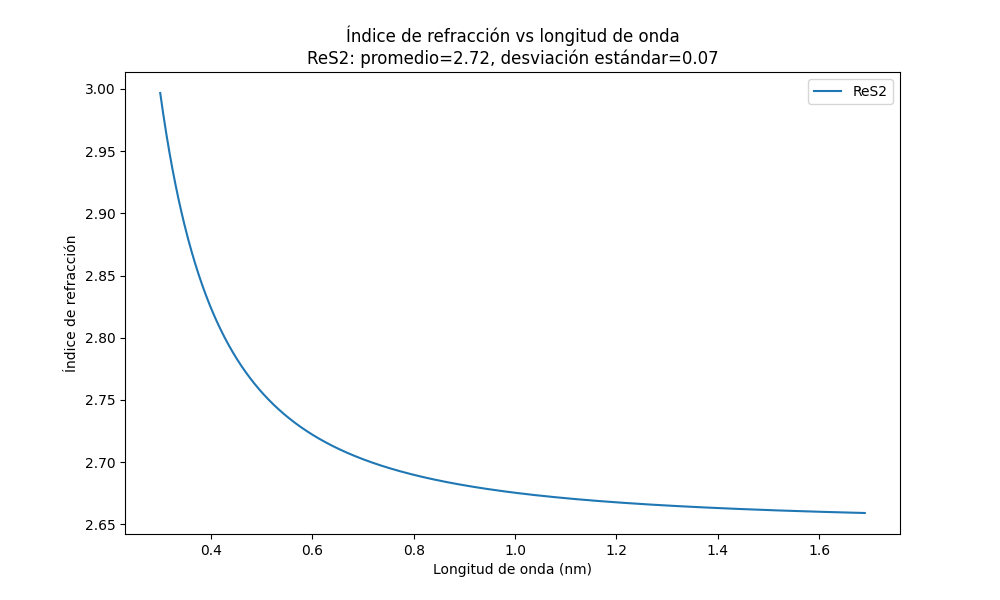 Índice de refracción vs longitud de onda
ReS2: promedio=2.72, desviación estándar=0.07
ReS2
3.00
2.95
2.90
2.85
2.80
2.75
2.70
2.65
Índice de refracción
0.4 0.6 0.8 1.0 1.2 1.4 1.6
Longitud de onda (nm)